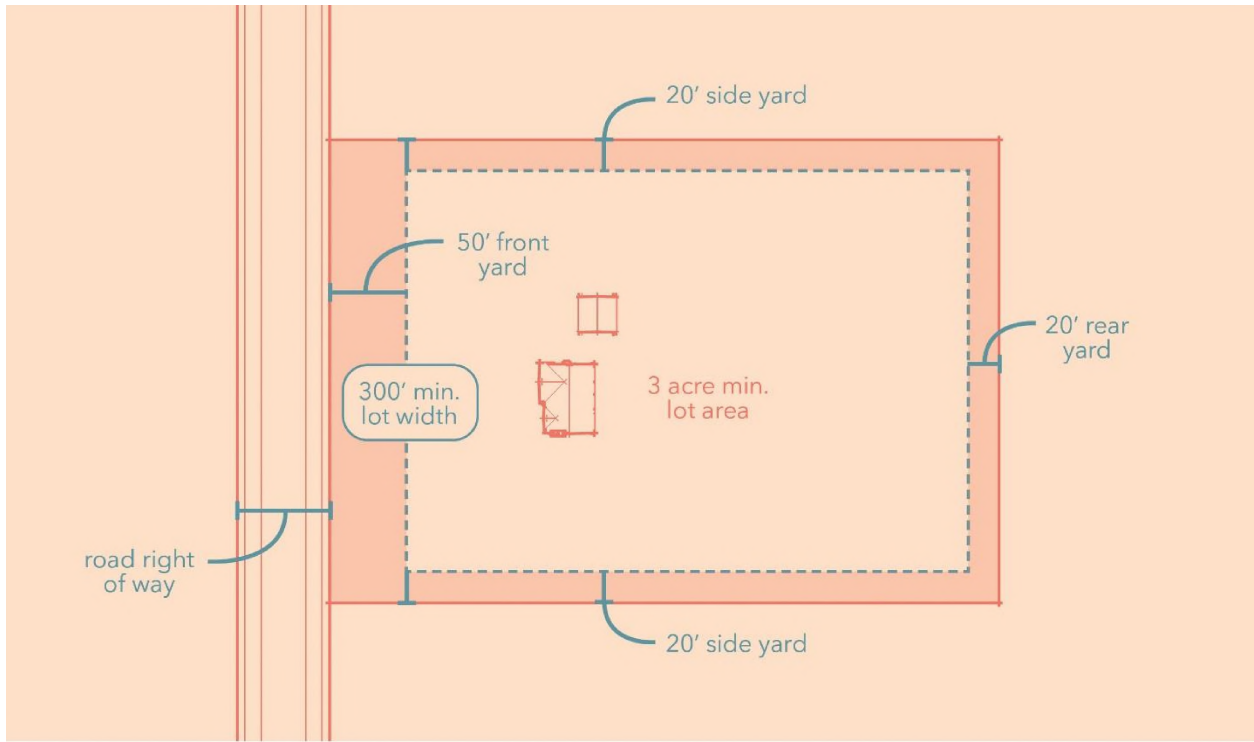 20’ side yard
50’ front
yard
20’ rear
yard
300’ min.
lot width
3 acre min.
lot area
road right
of way
20’ side yard